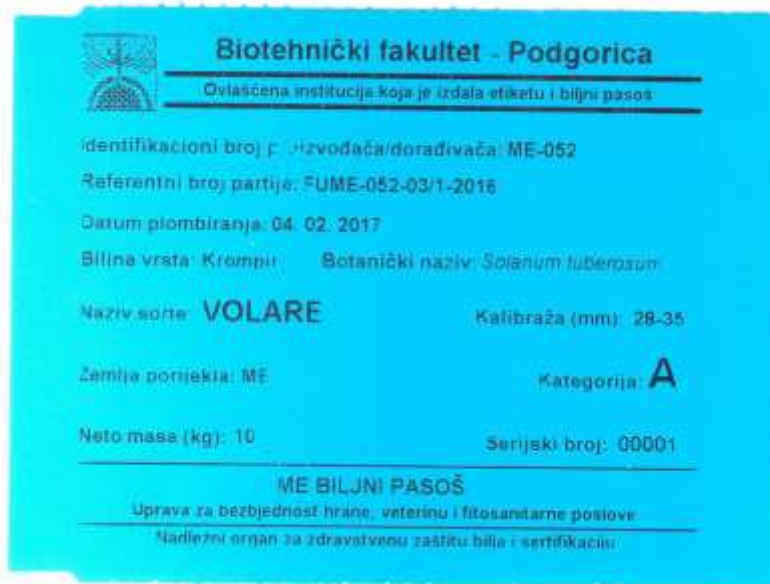 Biotehnički fakultet - Podgorica
Ovlašćena institucija koja je izdala etiketu i biljni pasoš
Identifikacioni broj proizvođača/dorađivača: ME-052
Referentni broj partije: FUME-052-03/1-2016
Datum plombiranja: 04. 02. 2017
Biljna vrsta: Krompir Botanički naziv: Solanum tuberosum
Naziv sorte: VOLARE Kalibraža (mm): 28-35
Zemlja porijekla: ME Kategorija: A
Neto masa (kg): 10 Serijski broj: 00001
ME BILJNI PASOŠ
Uprava za bezbjednost hrane, veterinu i fitosanitarne poslove
Nadležni organ za zdravstvenu zaštitu bilja i sertifikaciju